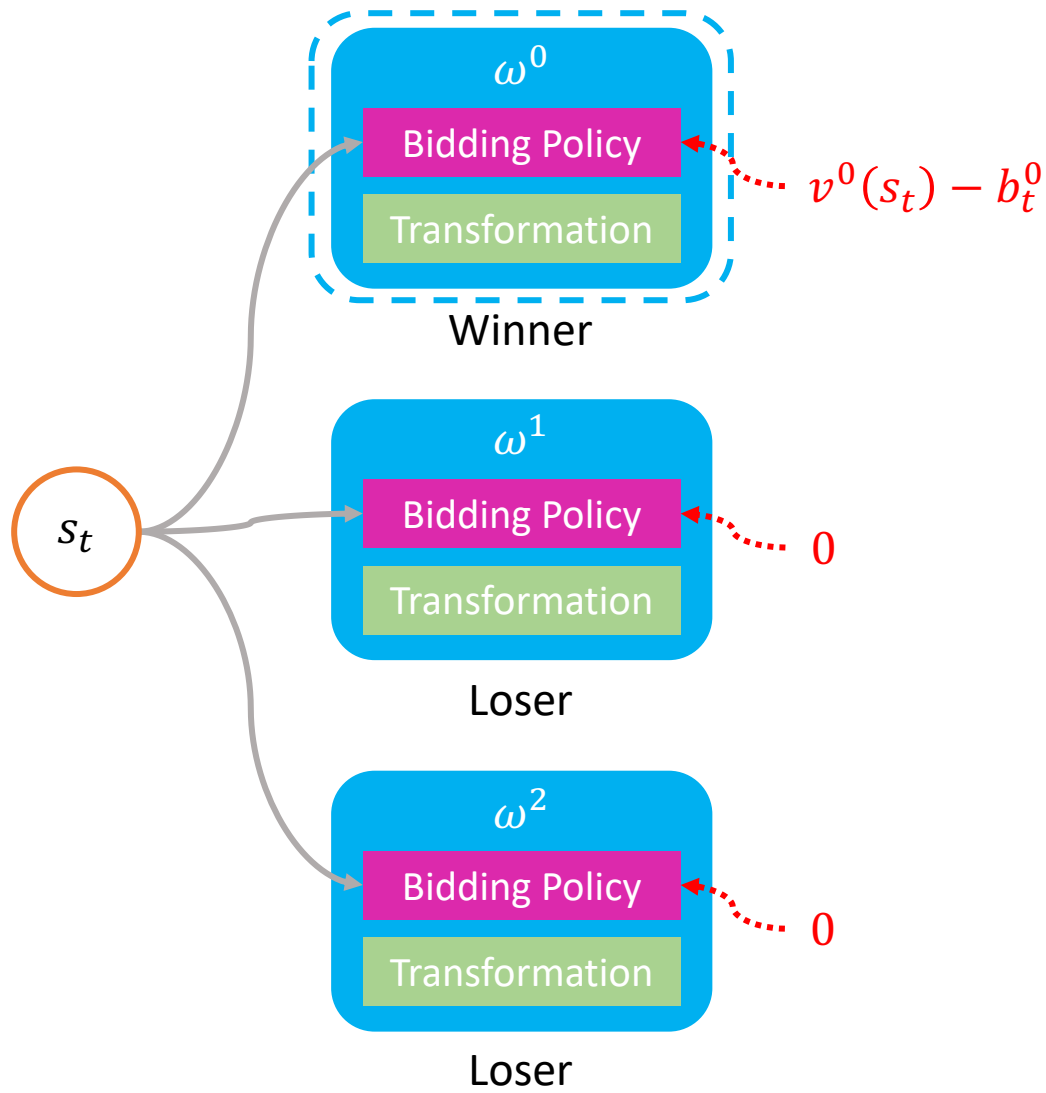 ω⁰
Bidding Policy
v⁰(sₜ) − bₜ⁰
Transformation
Winner
ω¹
Bidding Policy
sₜ
0
Transformation
Loser
ω²
Bidding Policy
0
Transformation
Loser